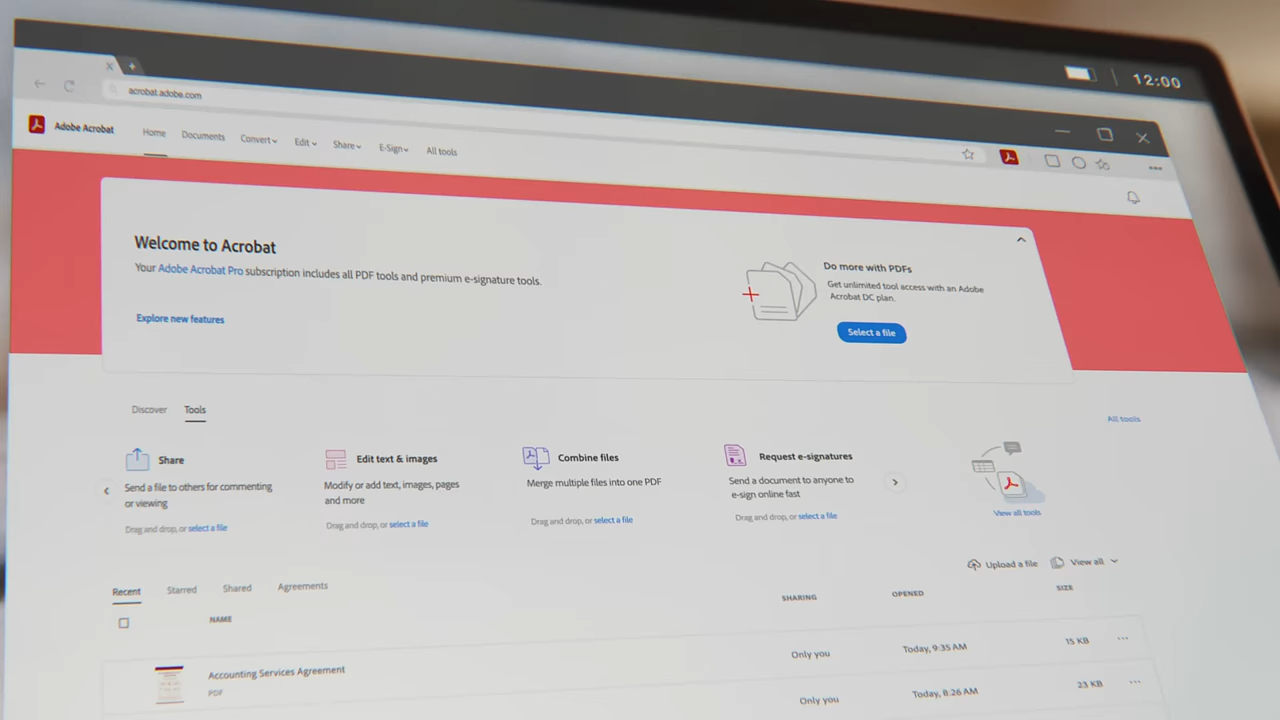 12:00
acrobat.adobe.com
Adobe Acrobat
Home Documents Convert Edit Share E-Sign All tools
Welcome to Acrobat
Your Adobe Acrobat Pro subscription includes all PDF tools and premium e-signature tools.
Explore new features
Do more with PDFs
Get unlimited tool access with an Adobe
Acrobat DC plan.
Select a file
Discover Tools
All tools
Share
Send a file to others for commenting
or viewing
Drag and drop, or select a file
Edit text & images
Modify or add text, images, pages
and more
Drag and drop, or select a file
Combine files
Merge multiple files into one PDF
Drag and drop, or select a file
Request e-signatures
Send a document to anyone to
e-sign online fast
Drag and drop, or select a file
View all tools
Upload a file View all
Recent Starred Shared Agreements
NAME SHARING OPENED SIZE
Accounting Services Agreement
PDF
Only you Today, 9:35 AM 15 KB
Only you Today, 8:26 AM 23 KB